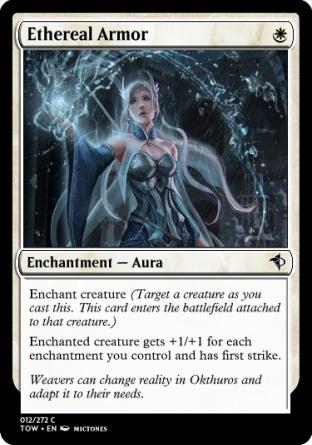 Ethereal Armor
Enchantment — Aura
Enchant creature (Target a creature as you
cast this. This card enters the battlefield attached
to that creature.)
Enchanted creature gets +1/+1 for each
enchantment you control and has first strike.
Weavers can change reality in Okthuros and
adapt it to their needs.
012/272 C
TOW • EN MICTONES